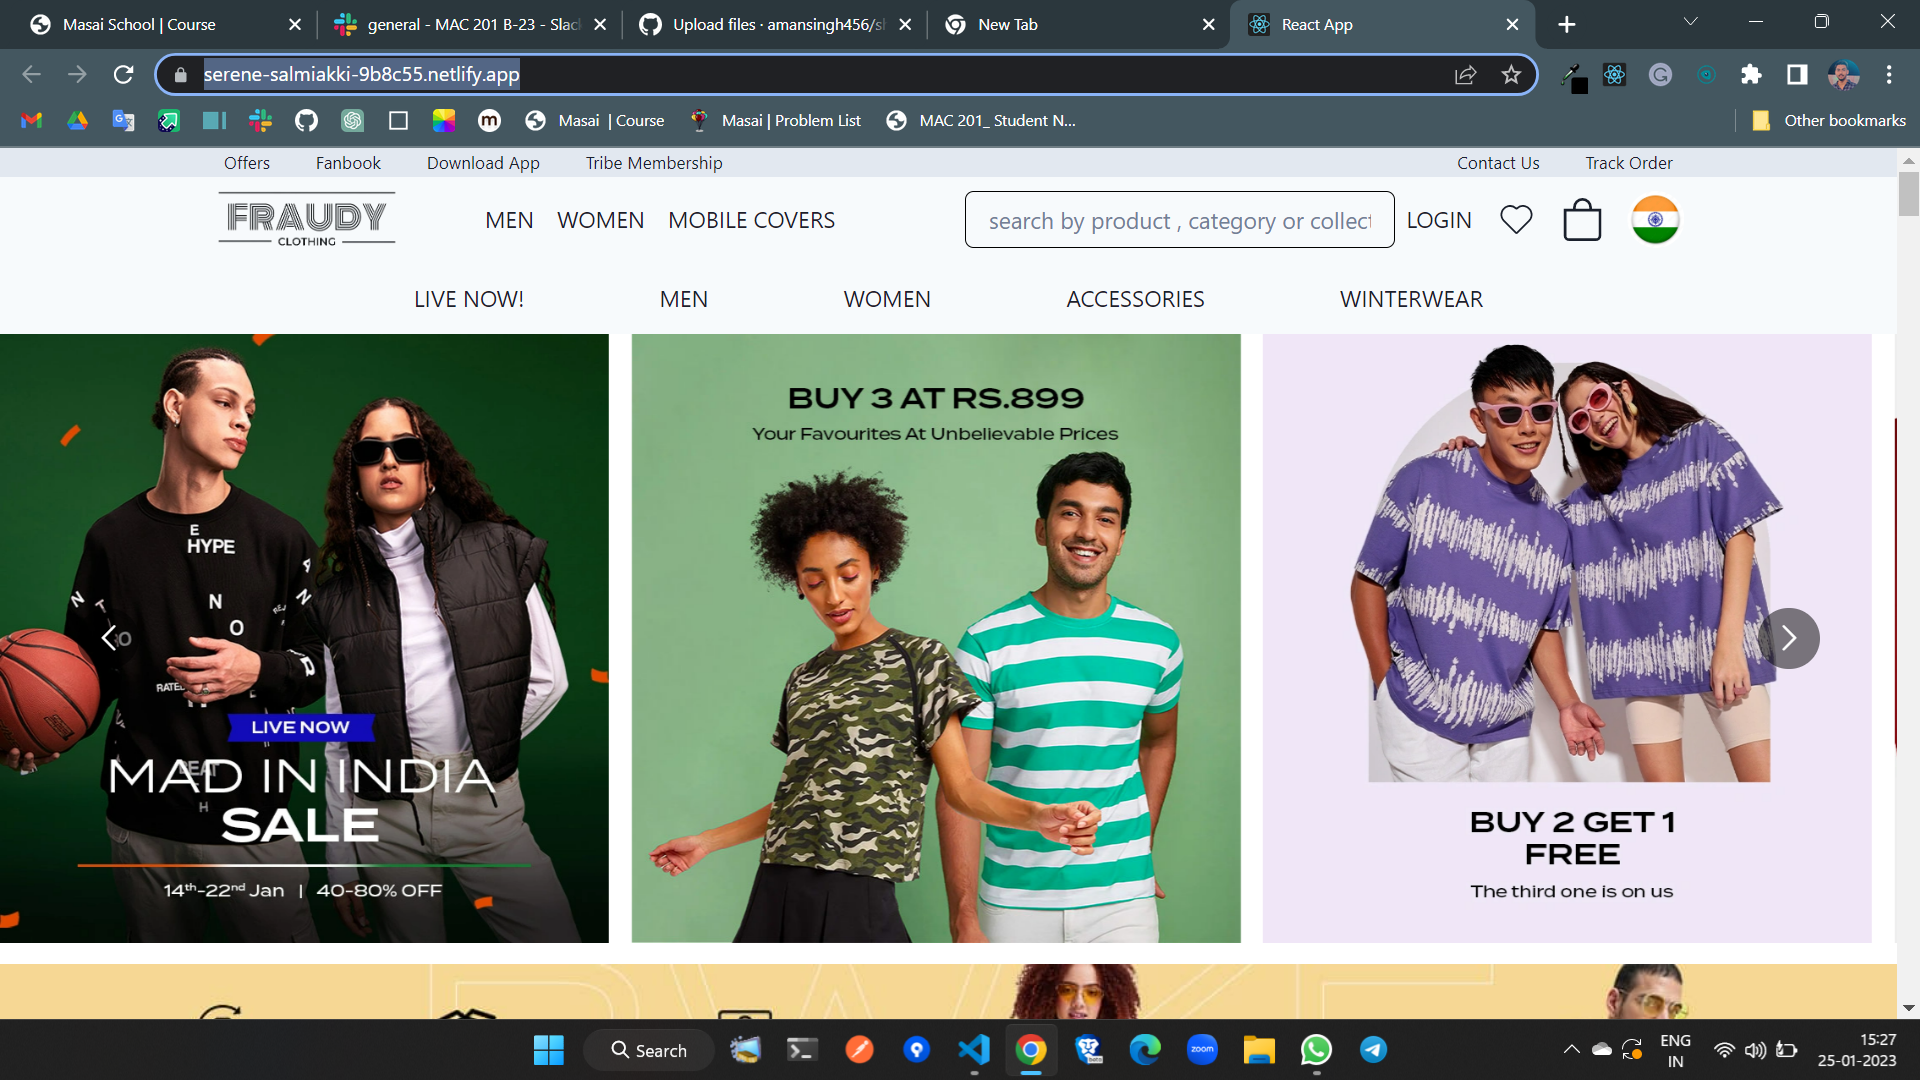 Masai School | Course
general - MAC 201 B-23 - Slac
Upload files · amansingh456/sh
New Tab
React App
serene-salmiakki-9b8c55.netlify.app
Masai | Course
Masai | Problem List
MAC 201_ Student N...
Other bookmarks
Offers
Fanbook
Download App
Tribe Membership
Contact Us
Track Order
FRAUDY
CLOTHING
MEN
WOMEN
MOBILE COVERS
search by product , category or collect
LOGIN
LIVE NOW!
MEN
WOMEN
ACCESSORIES
WINTERWEAR
E
HYPE
N
O
LIVE NOW
MAD IN INDIA
SALE
14th-22nd Jan | 40-80% OFF
BUY 3 AT RS.899
Your Favourites At Unbelievable Prices
BUY 2 GET 1
FREE
The third one is on us
Search
zoom
ENG
IN
15:27
25-01-2023